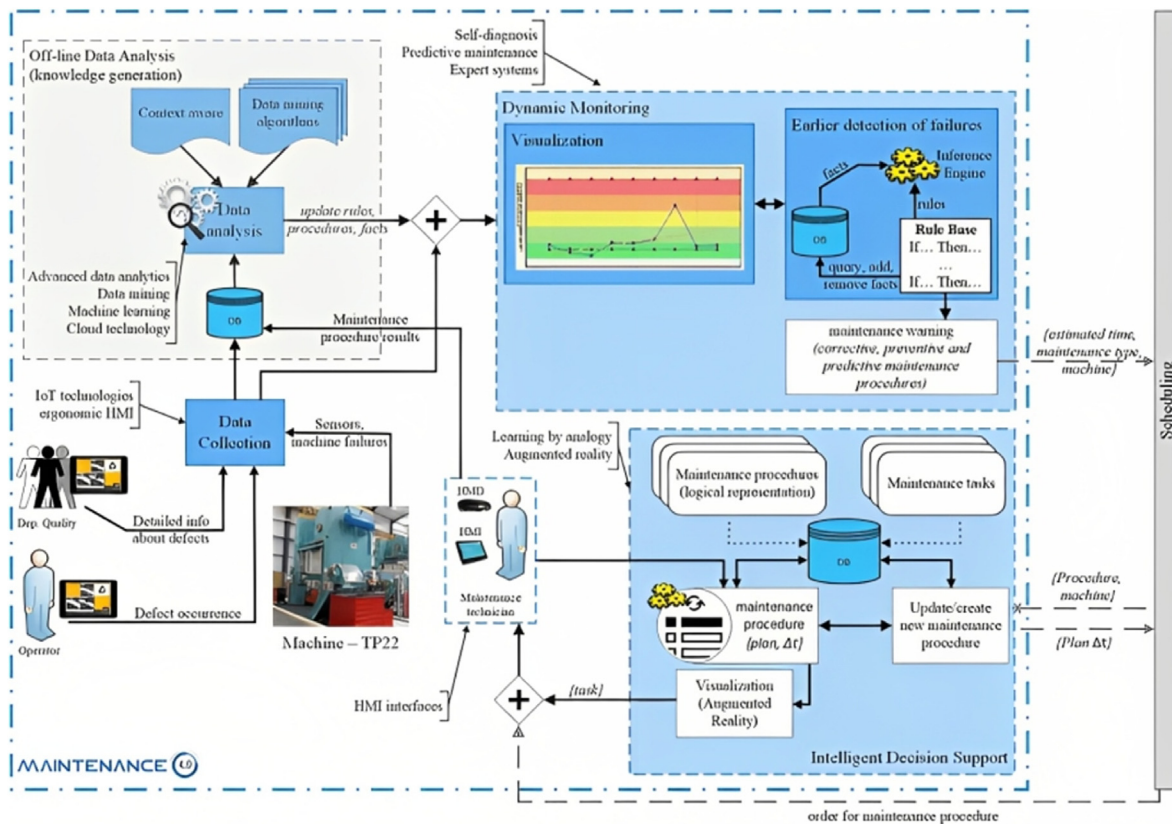 Off-line Data Analysis
(knowledge generation)
Context aware
Data mining
algorithms
Data
analysis
update rules,
procedures, facts
Advanced data analytics
Data mining
Machine learning
Cloud technology
DB
Maintenance
procedure results
IoT technologies
ergonomic HMI
Data
Collection
Sensors,
machine failures
Dep. Quality
Detailed info
about defects
Defect occurrence
Operator
Machine – TP22
Self-diagnosis
Predictive maintenance
Expert systems
Dynamic Monitoring
Visualization
Earlier detection of failures
facts
Inference
Engine
rules
DB
Rule Base
If... Then...
...
If... Then...
query, add,
remove facts
maintenance warning
(corrective, preventive and
predictive maintenance
procedures)
{estimated time,
maintenance type,
machine}
Scheduling
Learning by analogy
Augmented reality
Maintenance procedures
(logical representation)
Maintenance tasks
DB
HMD
HMI
Maintenance
technician
maintenance
procedure
{plan, Δt}
Update/create
new maintenance
procedure
{Procedure,
machine}
{Plan Δt}
Visualization
(Augmented
Reality)
{task}
HMI interfaces
Intelligent Decision Support
MAINTENANCE 4.0
order for maintenance procedure